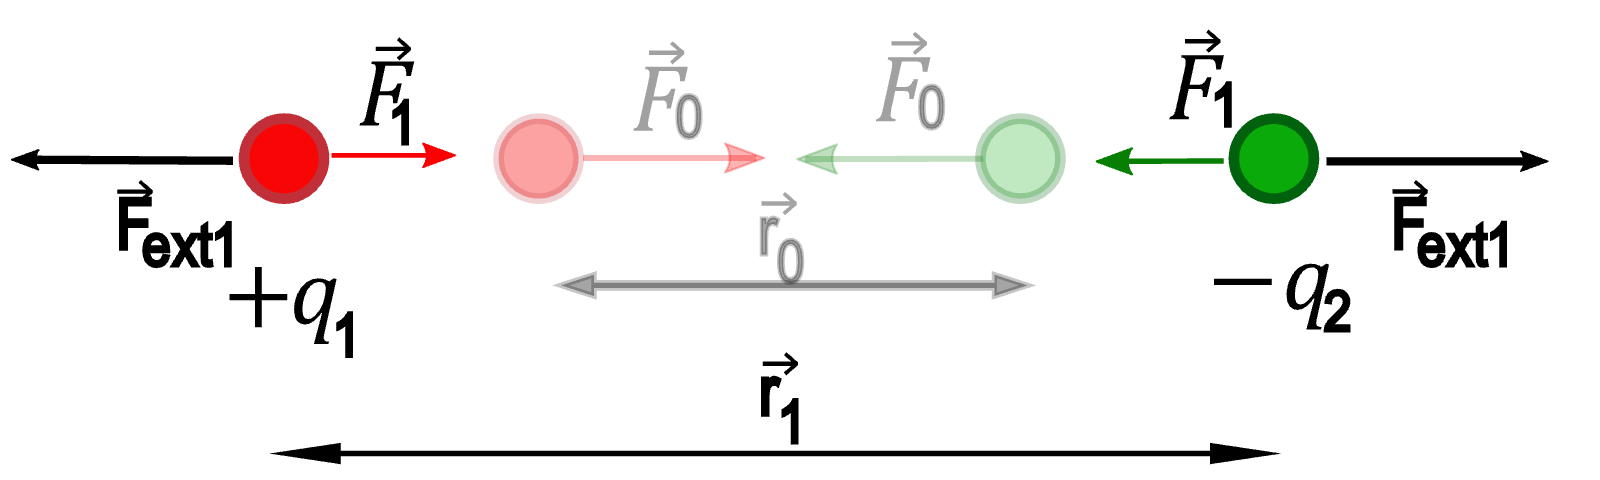 F⃗1 F⃗0 F⃗0 F⃗1
F⃗ext1 r⃗0 F⃗ext1
+q1 −q2
r⃗1